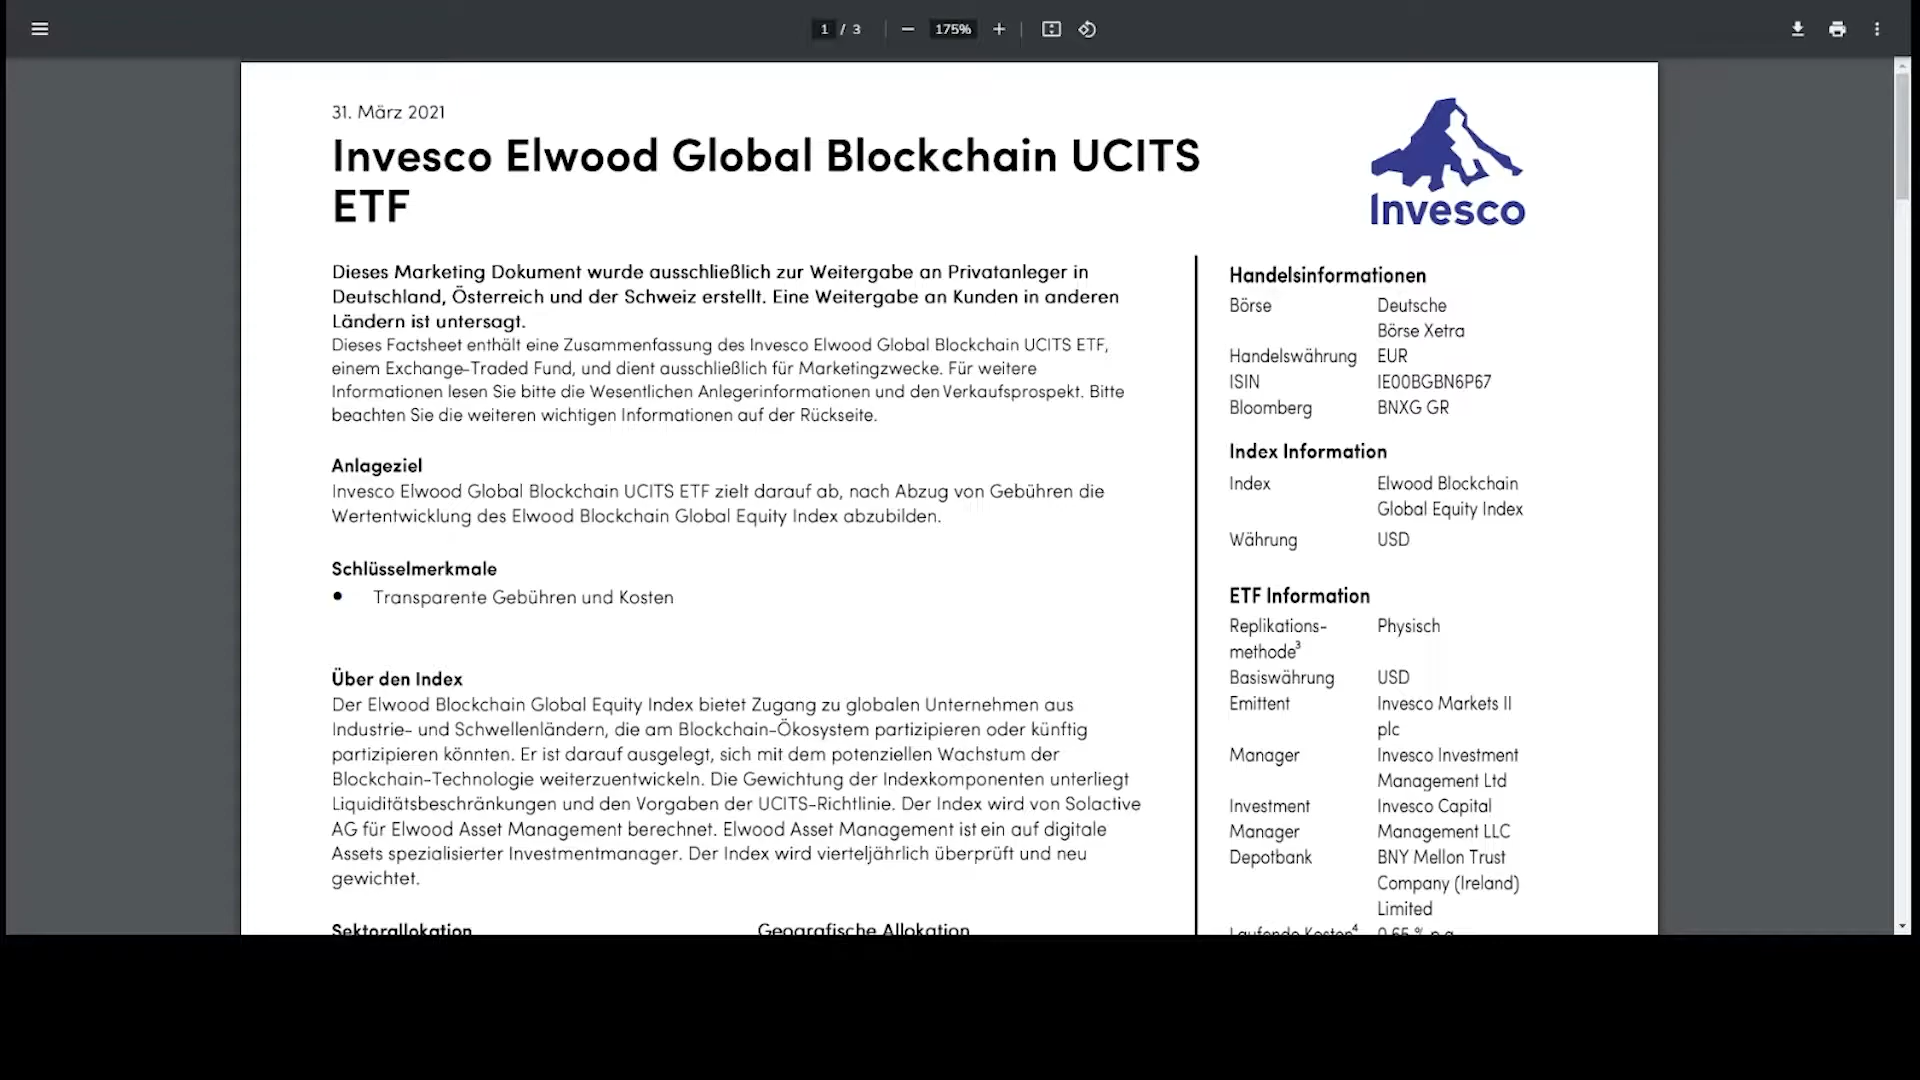 1 / 3
175%
31. März 2021
Invesco Elwood Global Blockchain UCITS
ETF
Invesco
Dieses Marketing Dokument wurde ausschließlich zur Weitergabe an Privatanleger in
Deutschland, Österreich und der Schweiz erstellt. Eine Weitergabe an Kunden in anderen
Ländern ist untersagt.
Dieses Factsheet enthält eine Zusammenfassung des Invesco Elwood Global Blockchain UCITS ETF,
einem Exchange-Traded Fund, und dient ausschließlich für Marketingzwecke. Für weitere
Informationen lesen Sie bitte die Wesentlichen Anlegerinformationen und den Verkaufsprospekt. Bitte
beachten Sie die weiteren wichtigen Informationen auf der Rückseite.
Anlageziel
Invesco Elwood Global Blockchain UCITS ETF zielt darauf ab, nach Abzug von Gebühren die
Wertentwicklung des Elwood Blockchain Global Equity Index abzubilden.
Schlüsselmerkmale
• Transparente Gebühren und Kosten
Über den Index
Der Elwood Blockchain Global Equity Index bietet Zugang zu globalen Unternehmen aus
Industrie- und Schwellenländern, die am Blockchain-Ökosystem partizipieren oder künftig
partizipieren könnten. Er ist darauf ausgelegt, sich mit dem potenziellen Wachstum der
Blockchain-Technologie weiterzuentwickeln. Die Gewichtung der Indexkomponenten unterliegt
Liquiditätsbeschränkungen und den Vorgaben der UCITS-Richtlinie. Der Index wird von Solactive
AG für Elwood Asset Management berechnet. Elwood Asset Management ist ein auf digitale
Assets spezialisierter Investmentmanager. Der Index wird vierteljährlich überprüft und neu
gewichtet.
Sektorallokation Geografische Allokation
Handelsinformationen
Börse Deutsche
Börse Xetra
Handelswährung EUR
ISIN IE00BGBN6P67
Bloomberg BNXG GR
Index Information
Index Elwood Blockchain
Global Equity Index
Währung USD
ETF Information
Replikations- Physisch
methode³
Basiswährung USD
Emittent Invesco Markets II
plc
Manager Invesco Investment
Management Ltd
Investment Invesco Capital
Manager Management LLC
Depotbank BNY Mellon Trust
Company (Ireland)
Limited
Laufende Kosten⁴ 0,65 % p.a.